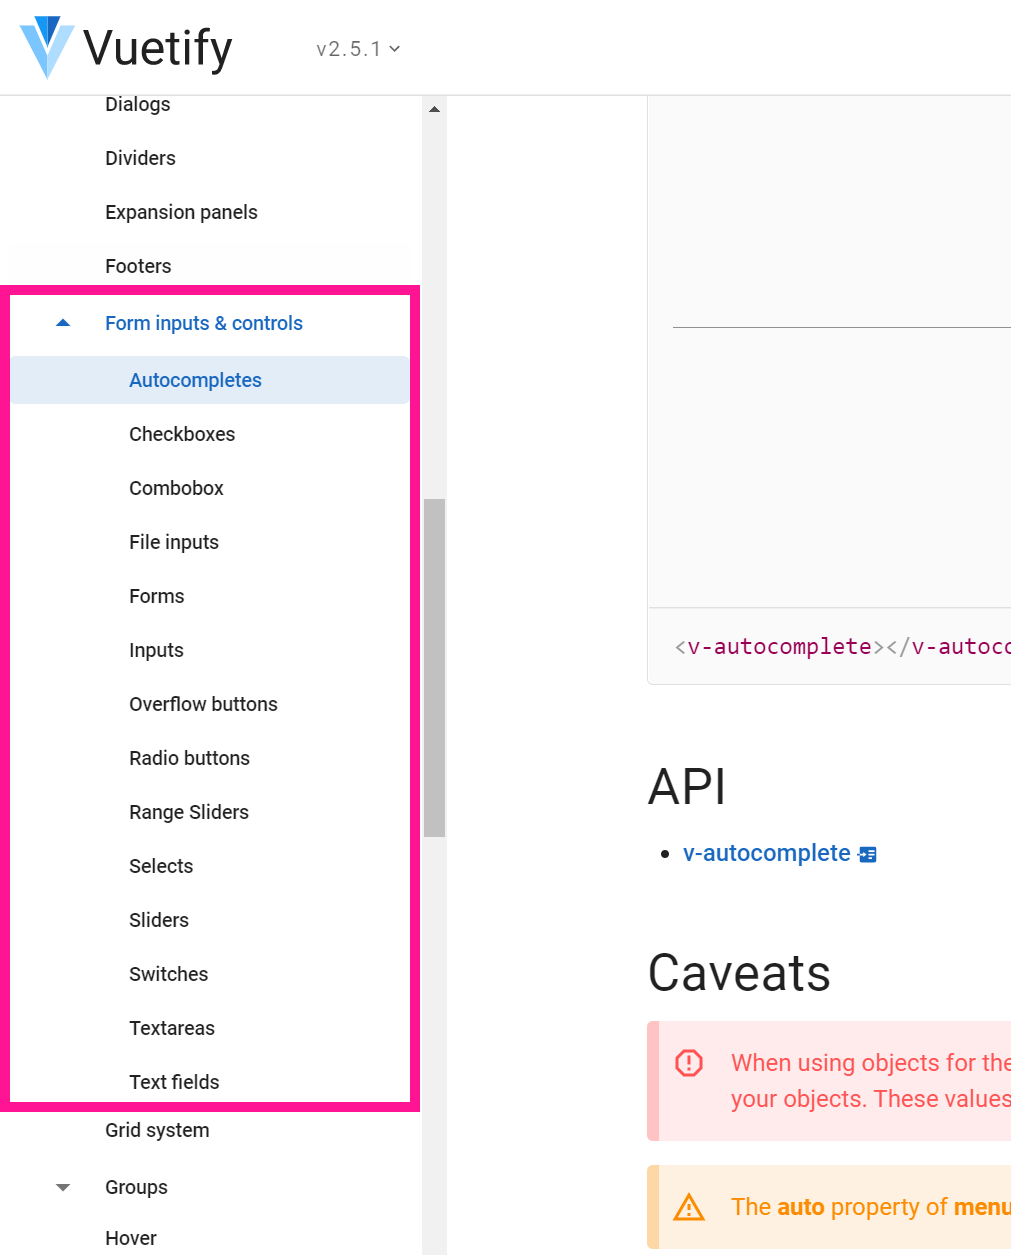 Vuetify
v2.5.1
Dialogs
Dividers
Expansion panels
Footers
Form inputs & controls
Autocompletes
Checkboxes
Combobox
File inputs
Forms
Inputs
Overflow buttons
Radio buttons
Range Sliders
Selects
Sliders
Switches
Textareas
Text fields
Grid system
Groups
Hover
<v-autocomplete></v-autoco
API
v-autocomplete
Caveats
When using objects for the
your objects. These values
The auto property of menu